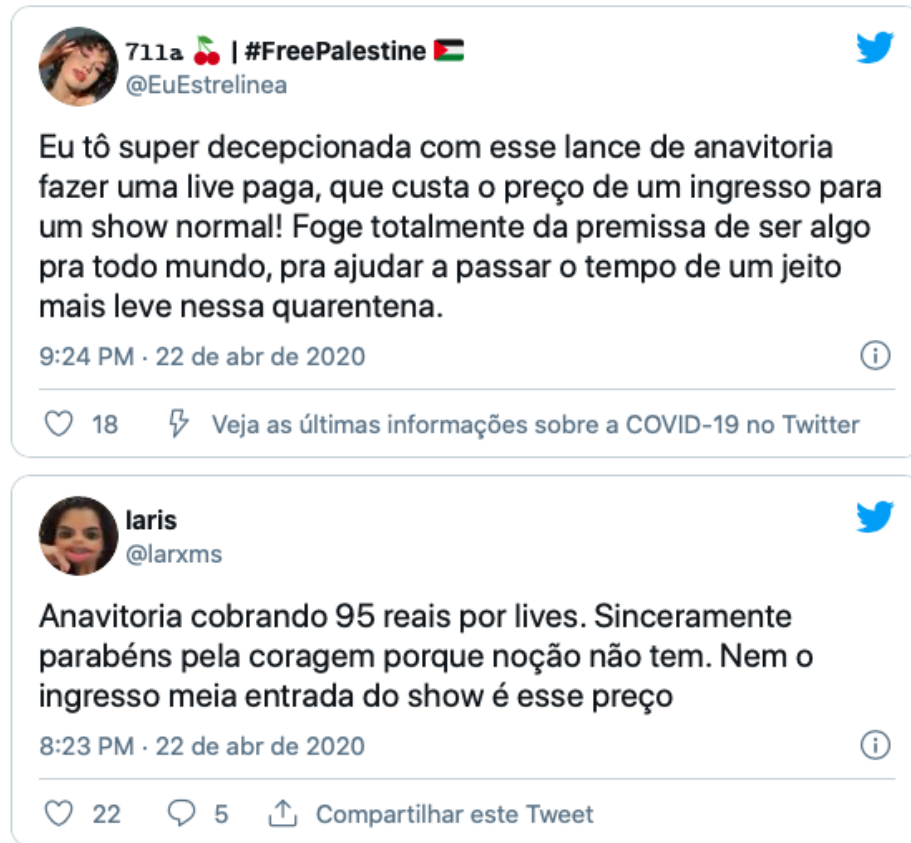 711a 🍒 | #FreePalestine 🇵🇸
@EuEstrelinea
Eu tô super decepcionada com esse lance de anavitoria
fazer uma live paga, que custa o preço de um ingresso para
um show normal! Foge totalmente da premissa de ser algo
pra todo mundo, pra ajudar a passar o tempo de um jeito
mais leve nessa quarentena.
9:24 PM · 22 de abr de 2020
18 Veja as últimas informações sobre a COVID-19 no Twitter
laris
@larxms
Anavitoria cobrando 95 reais por lives. Sinceramente
parabéns pela coragem porque noção não tem. Nem o
ingresso meia entrada do show é esse preço
8:23 PM · 22 de abr de 2020
22 5 Compartilhar este Tweet